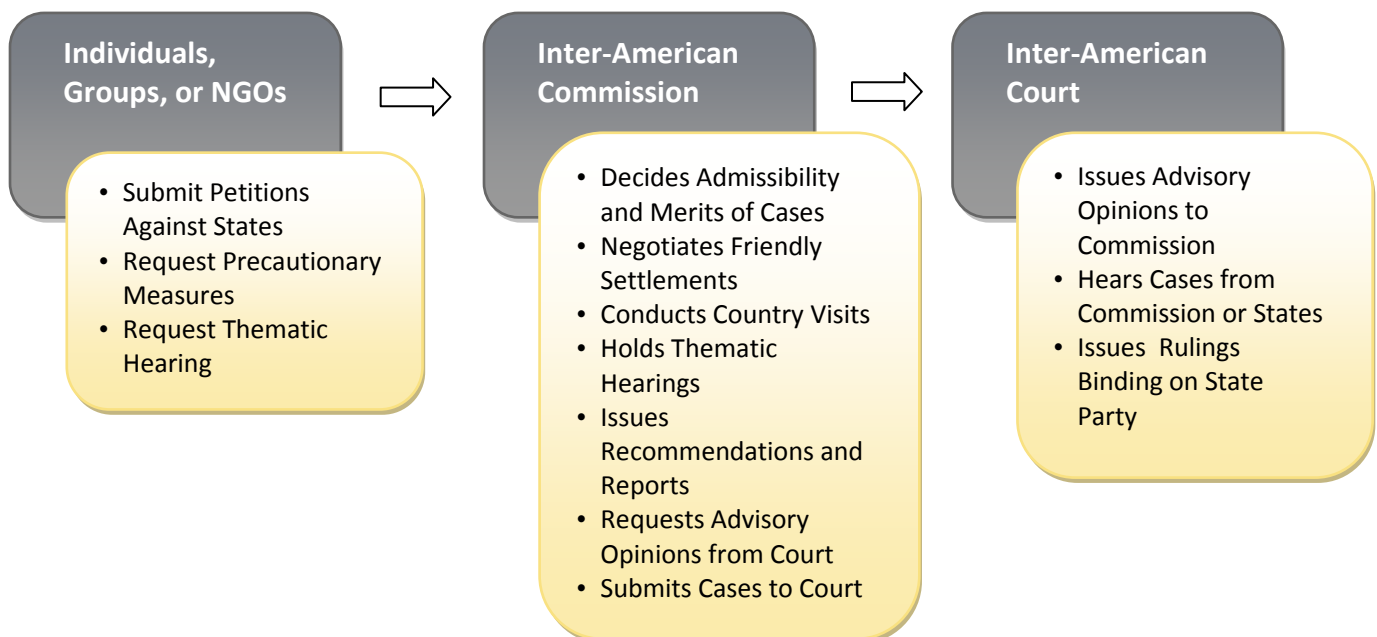 Individuals,
Groups, or NGOs
• Submit Petitions
Against States
• Request Precautionary
Measures
• Request Thematic
Hearing
Inter-American
Commission
• Decides Admissibility
and Merits of Cases
• Negotiates Friendly
Settlements
• Conducts Country Visits
• Holds Thematic
Hearings
• Issues
Recommendations and
Reports
• Requests Advisory
Opinions from Court
• Submits Cases to Court
Inter-American
Court
• Issues Advisory
Opinions to
Commission
• Hears Cases from
Commission or States
• Issues  Rulings
Binding on State
Party